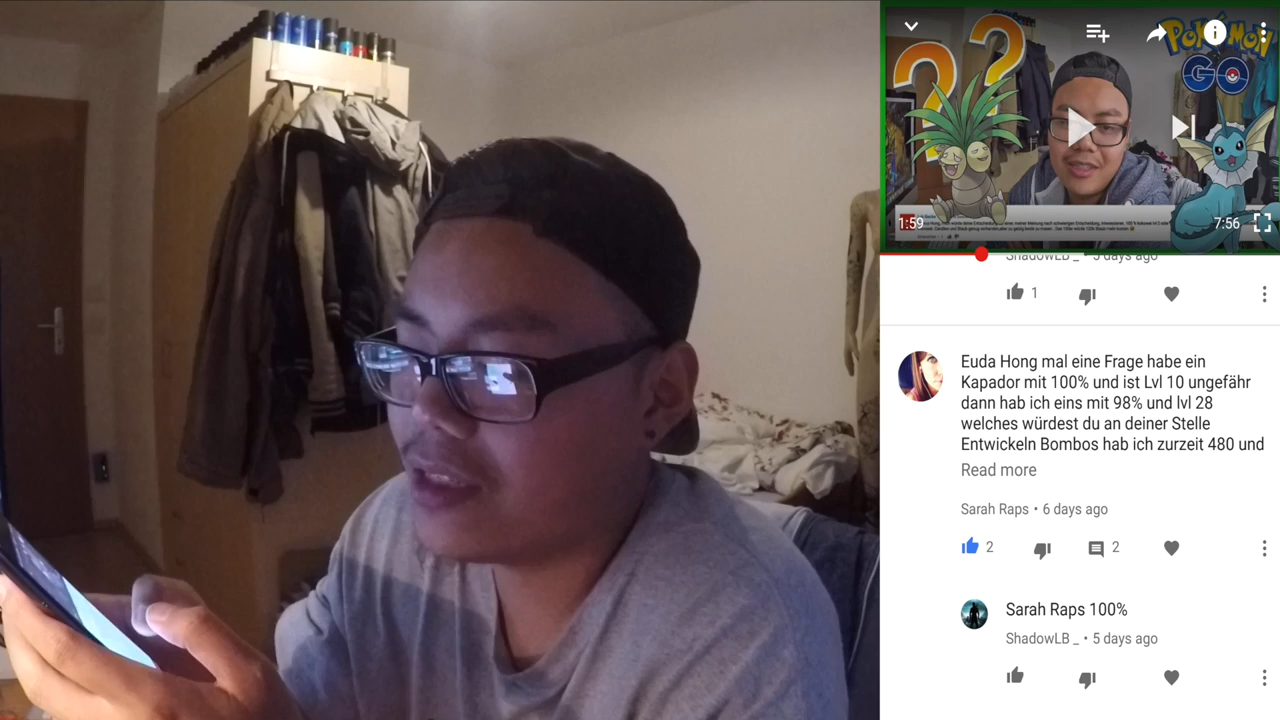 POKÉMON
GO
1:59
7:56
ShadowLB _ • 5 days ago
1
Euda Hong mal eine Frage habe ein
Kapador mit 100% und ist Lvl 10 ungefähr
dann hab ich eins mit 98% und lvl 28
welches würdest du an deiner Stelle
Entwickeln Bombos hab ich zurzeit 480 und
Read more
Sarah Raps • 6 days ago
2
2
Sarah Raps 100%
ShadowLB _ • 5 days ago